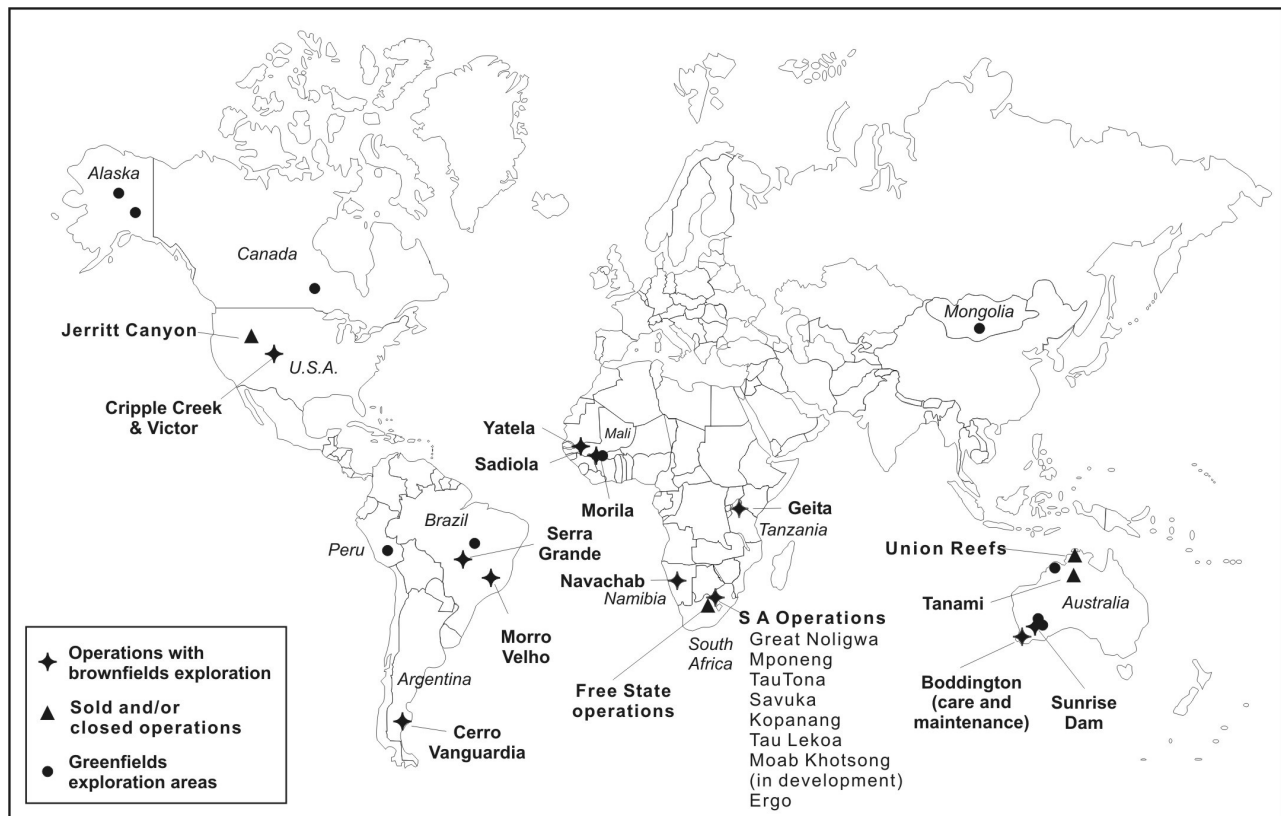 Alaska
Canada
Jerritt Canyon
U.S.A.
Cripple Creek
& Victor
Mongolia
Yatela
Mali
Sadiola
Morila
Geita
Tanzania
Brazil
Peru
Serra
Grande
Navachab
Namibia
Morro
Velho
Argentina
Cerro
Vanguardia
South
Africa
Free State
operations
S A Operations
Great Noligwa
Mponeng
TauTona
Savuka
Kopanang
Tau Lekoa
Moab Khotsong
(in development)
Ergo
Union Reefs
Tanami
Australia
Boddington
(care and
maintenance)
Sunrise
Dam
Operations with
brownfields exploration
Sold and/or
closed operations
Greenfields
exploration areas